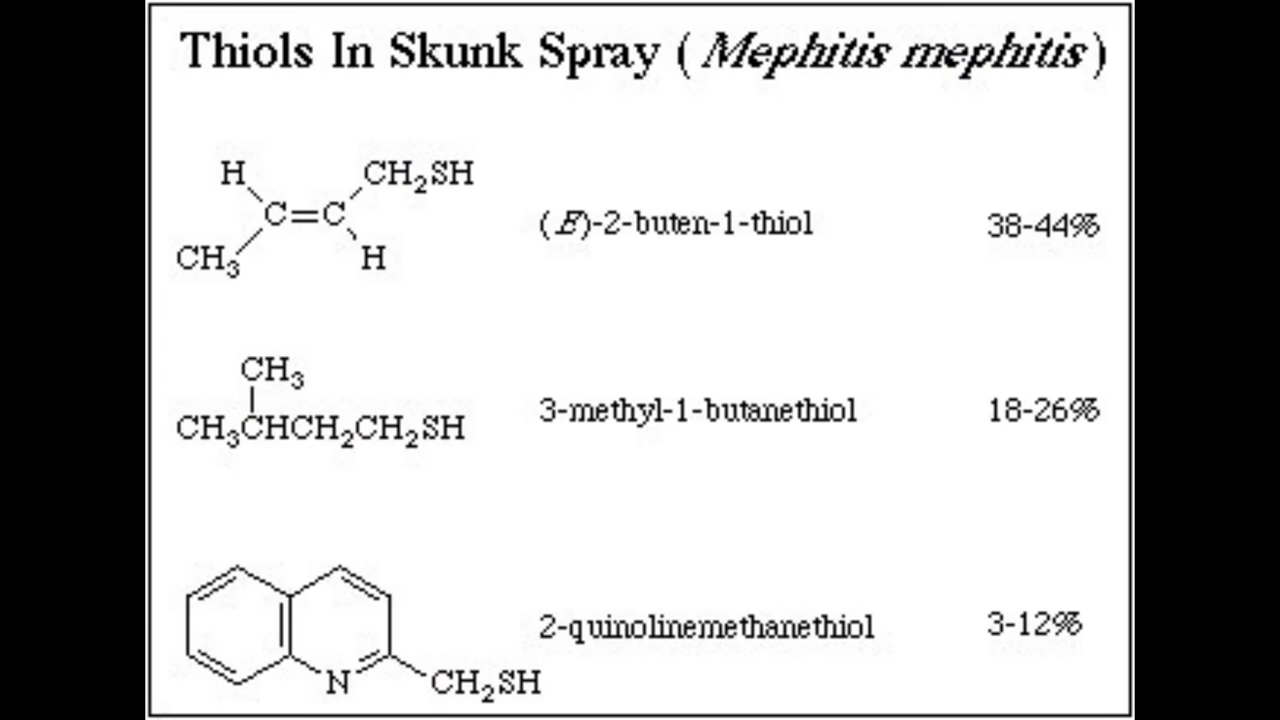 Thiols In Skunk Spray ( Mephitis mephitis )
H CH₂SH
C=C
CH₃ H
(E)-2-buten-1-thiol 38-44%
CH₃
CH₃CHCH₂CH₂SH
3-methyl-1-butanethiol 18-26%
N CH₂SH
2-quinolinemethanethiol 3-12%